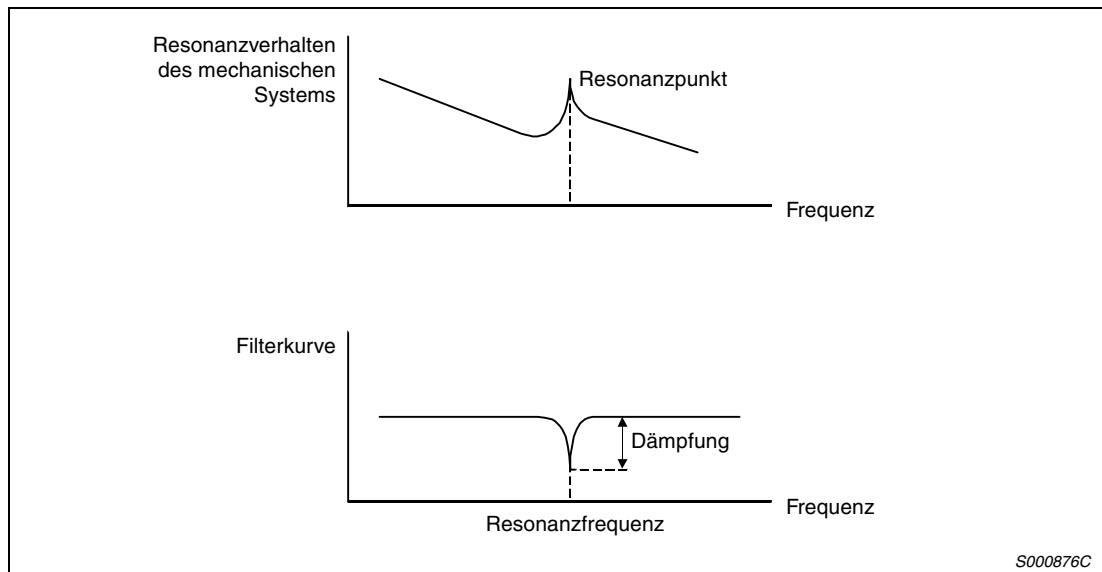 Resonanzverhalten
des mechanischen
Systems
Resonanzpunkt
Frequenz
Filterkurve
Dämpfung
Frequenz
Resonanzfrequenz
S000876C